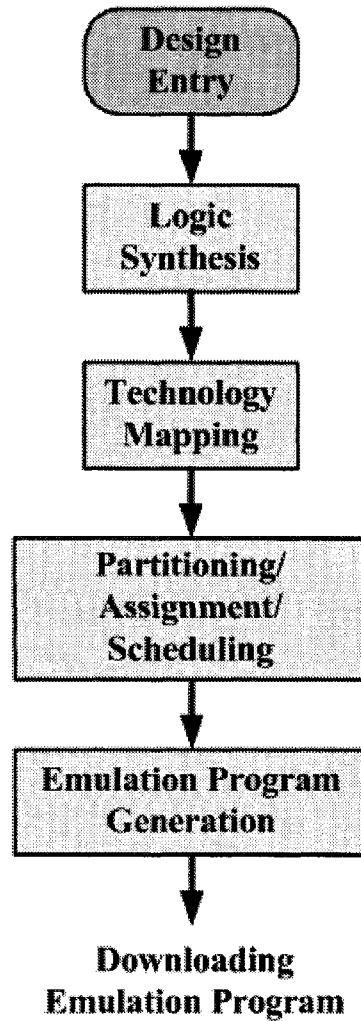 Design
Entry
Logic
Synthesis
Technology
Mapping
Partitioning/
Assignment/
Scheduling
Emulation Program
Generation
Downloading
Emulation Program